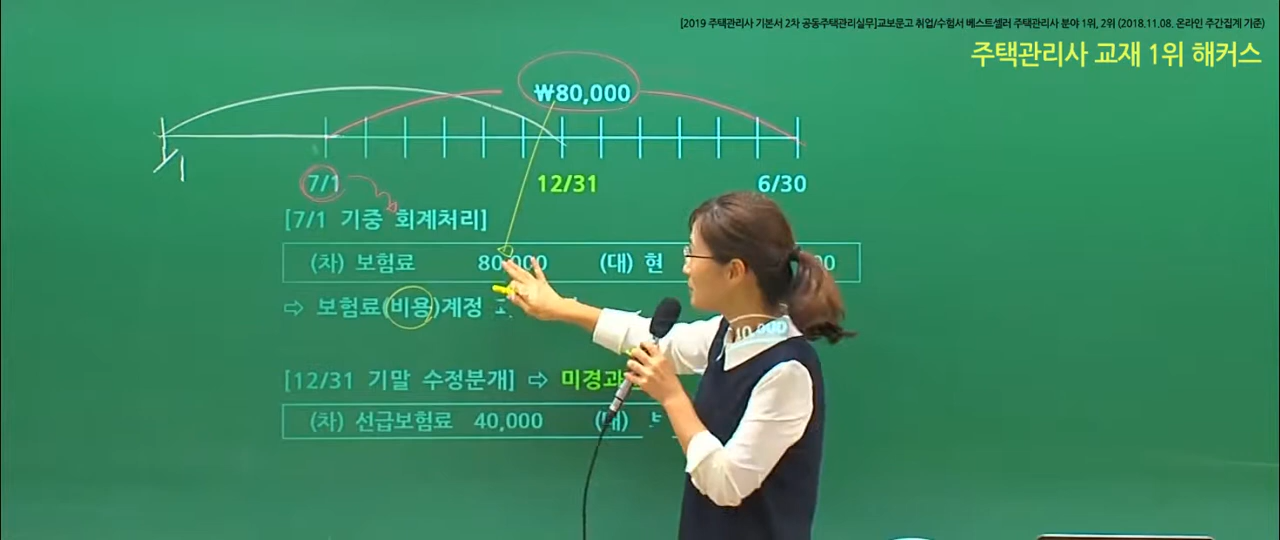 [2019 주택관리사 기본서 2차 공동주택관리실무]교보문고 취업/수험서 베스트셀러 주택관리사 분야 1위, 2위 (2018.11.08. 온라인 주간집계 기준)
주택관리사 교재 1위 해커스
₩80,000
1/1
7/1 12/31 6/30
[7/1 기중 회계처리]
(차) 보험료 80,000 (대) 현
⇨ 보험료(비용)계정
[12/31 기말 수정분개] ⇨ 미경과
(차) 선급보험료 40,000 (대)